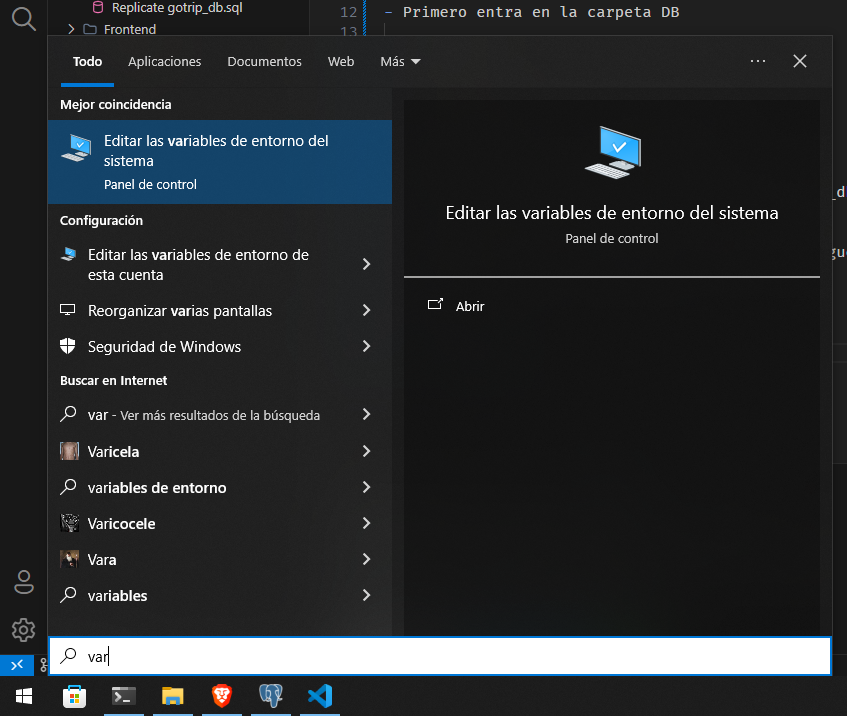 Replicate gotrip_db.sql
Frontend
12 - Primero entra en la carpeta DB
13
Todo Aplicaciones Documentos Web Más
Mejor coincidencia
Editar las variables de entorno del
sistema
Panel de control
Configuración
Editar las variables de entorno de
esta cuenta
Reorganizar varias pantallas
Seguridad de Windows
Buscar en Internet
var - Ver más resultados de la búsqueda
Varicela
variables de entorno
Varicocele
Vara
variables
Editar las variables de entorno del sistema
Panel de control
Abrir
var